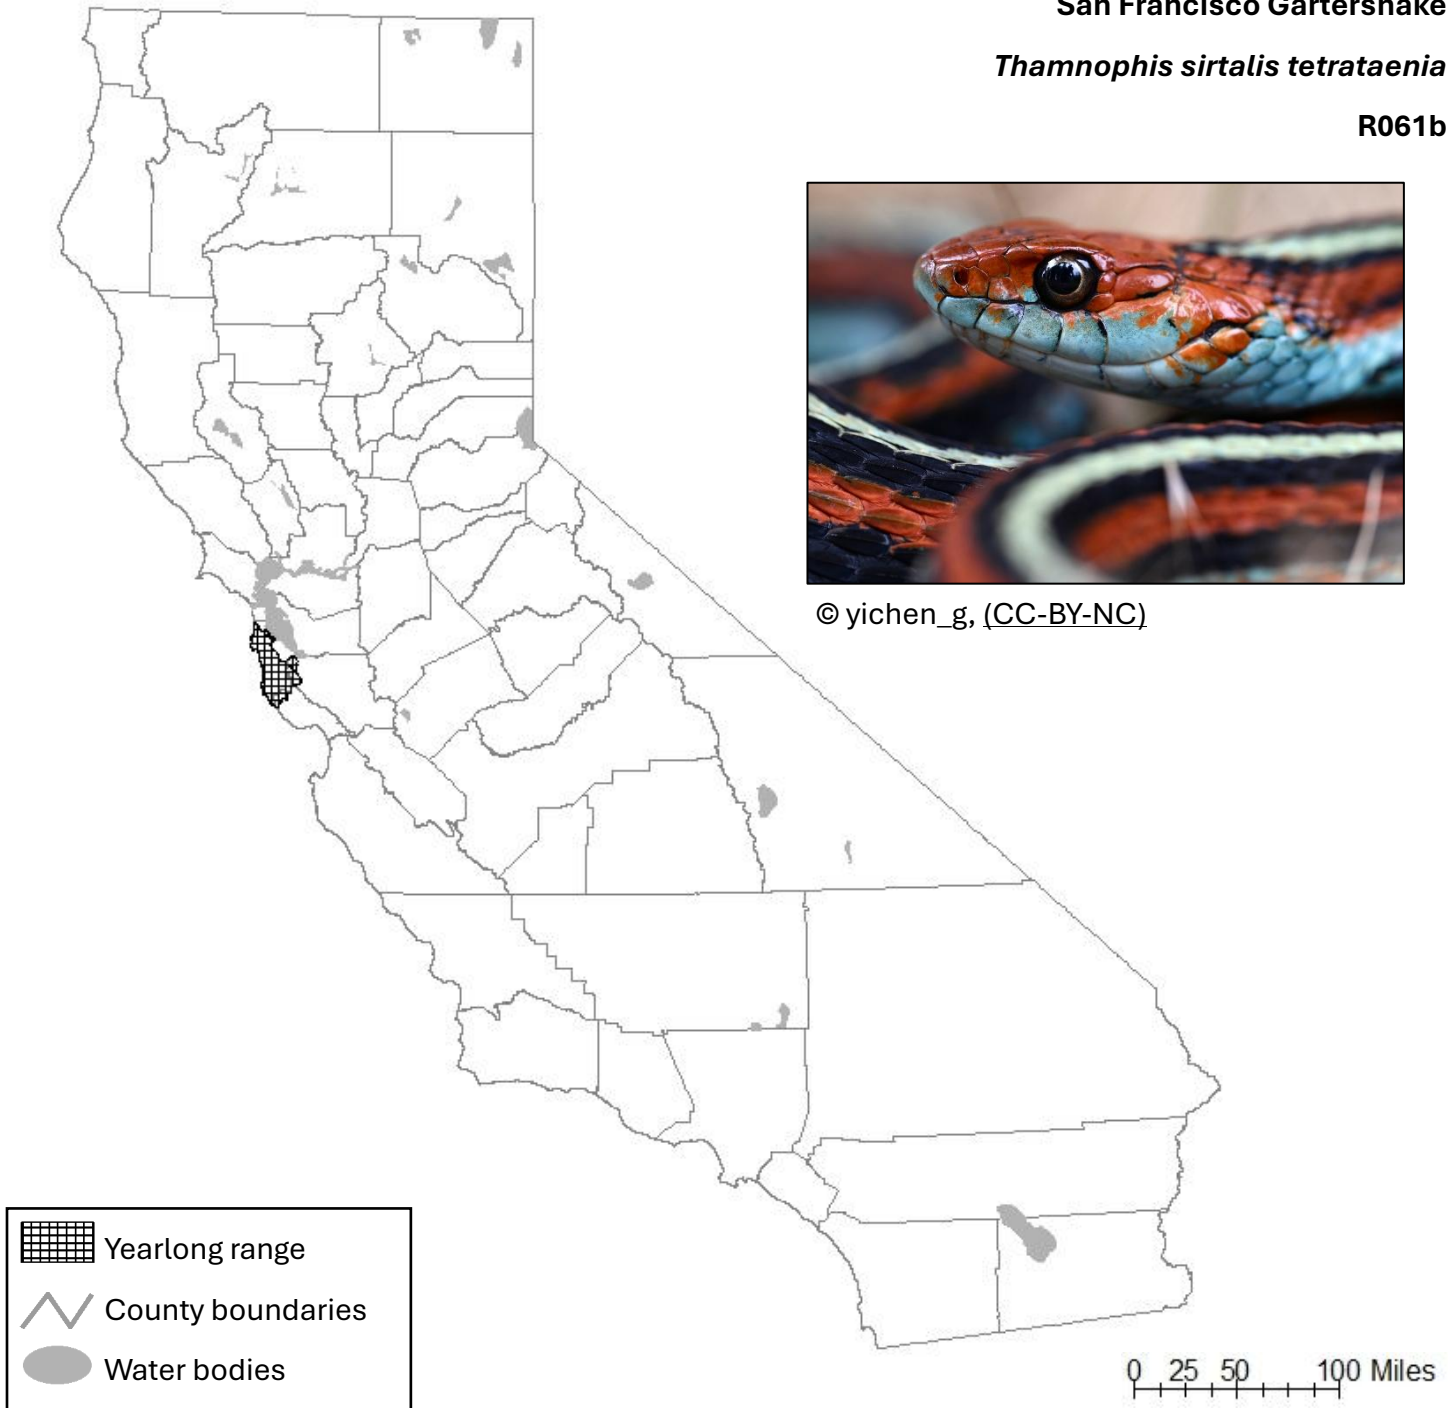 San Francisco Gartersnake
Thamnophis sirtalis tetrataenia
R061b
© yichen_g, (CC-BY-NC)
Yearlong range
County boundaries
Water bodies
0 25 50 100 Miles